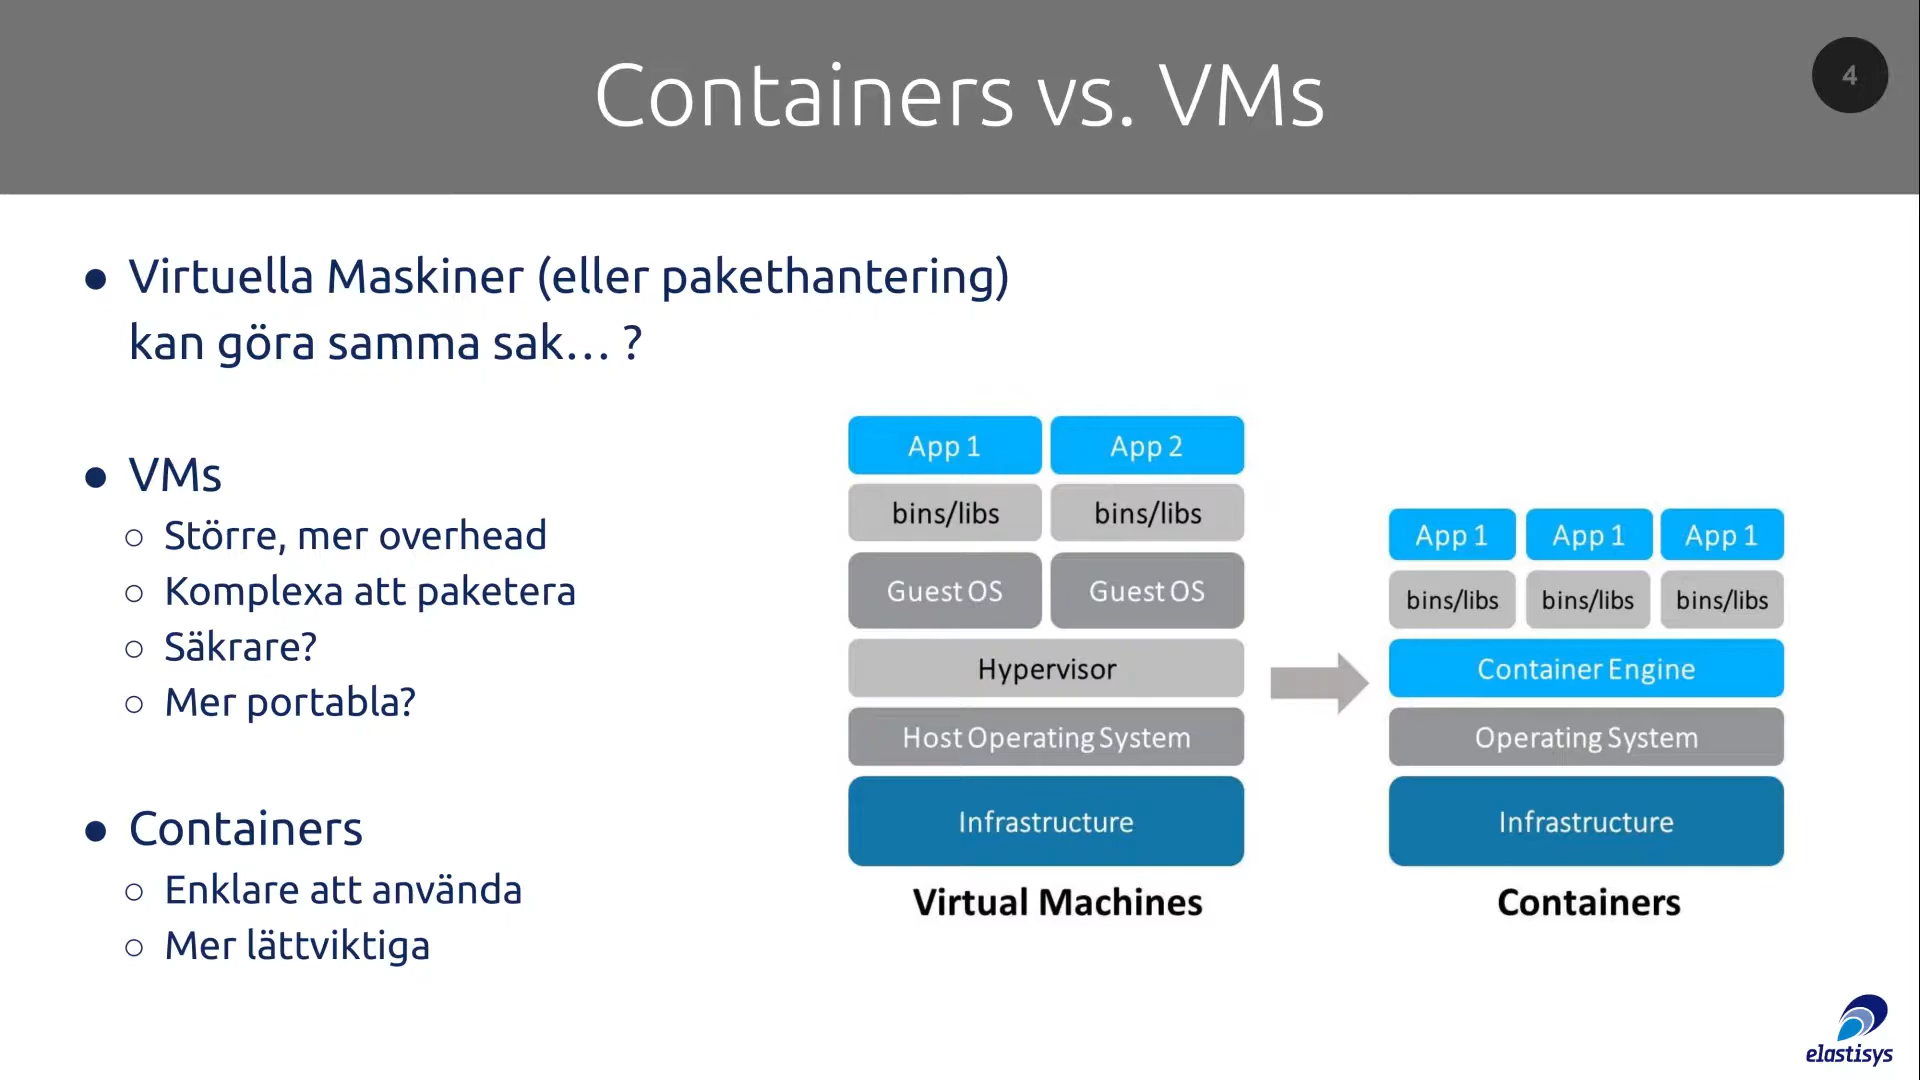 Containers vs. VMs
4
● Virtuella Maskiner (eller pakethantering)
kan göra samma sak… ?
● VMs
○ Större, mer overhead
○ Komplexa att paketera
○ Säkrare?
○ Mer portabla?
● Containers
○ Enklare att använda
○ Mer lättviktiga
App 1 App 2
bins/libs bins/libs
Guest OS Guest OS
Hypervisor
Host Operating System
Infrastructure
Virtual Machines
App 1 App 1 App 1
bins/libs bins/libs bins/libs
Container Engine
Operating System
Infrastructure
Containers
elastisys